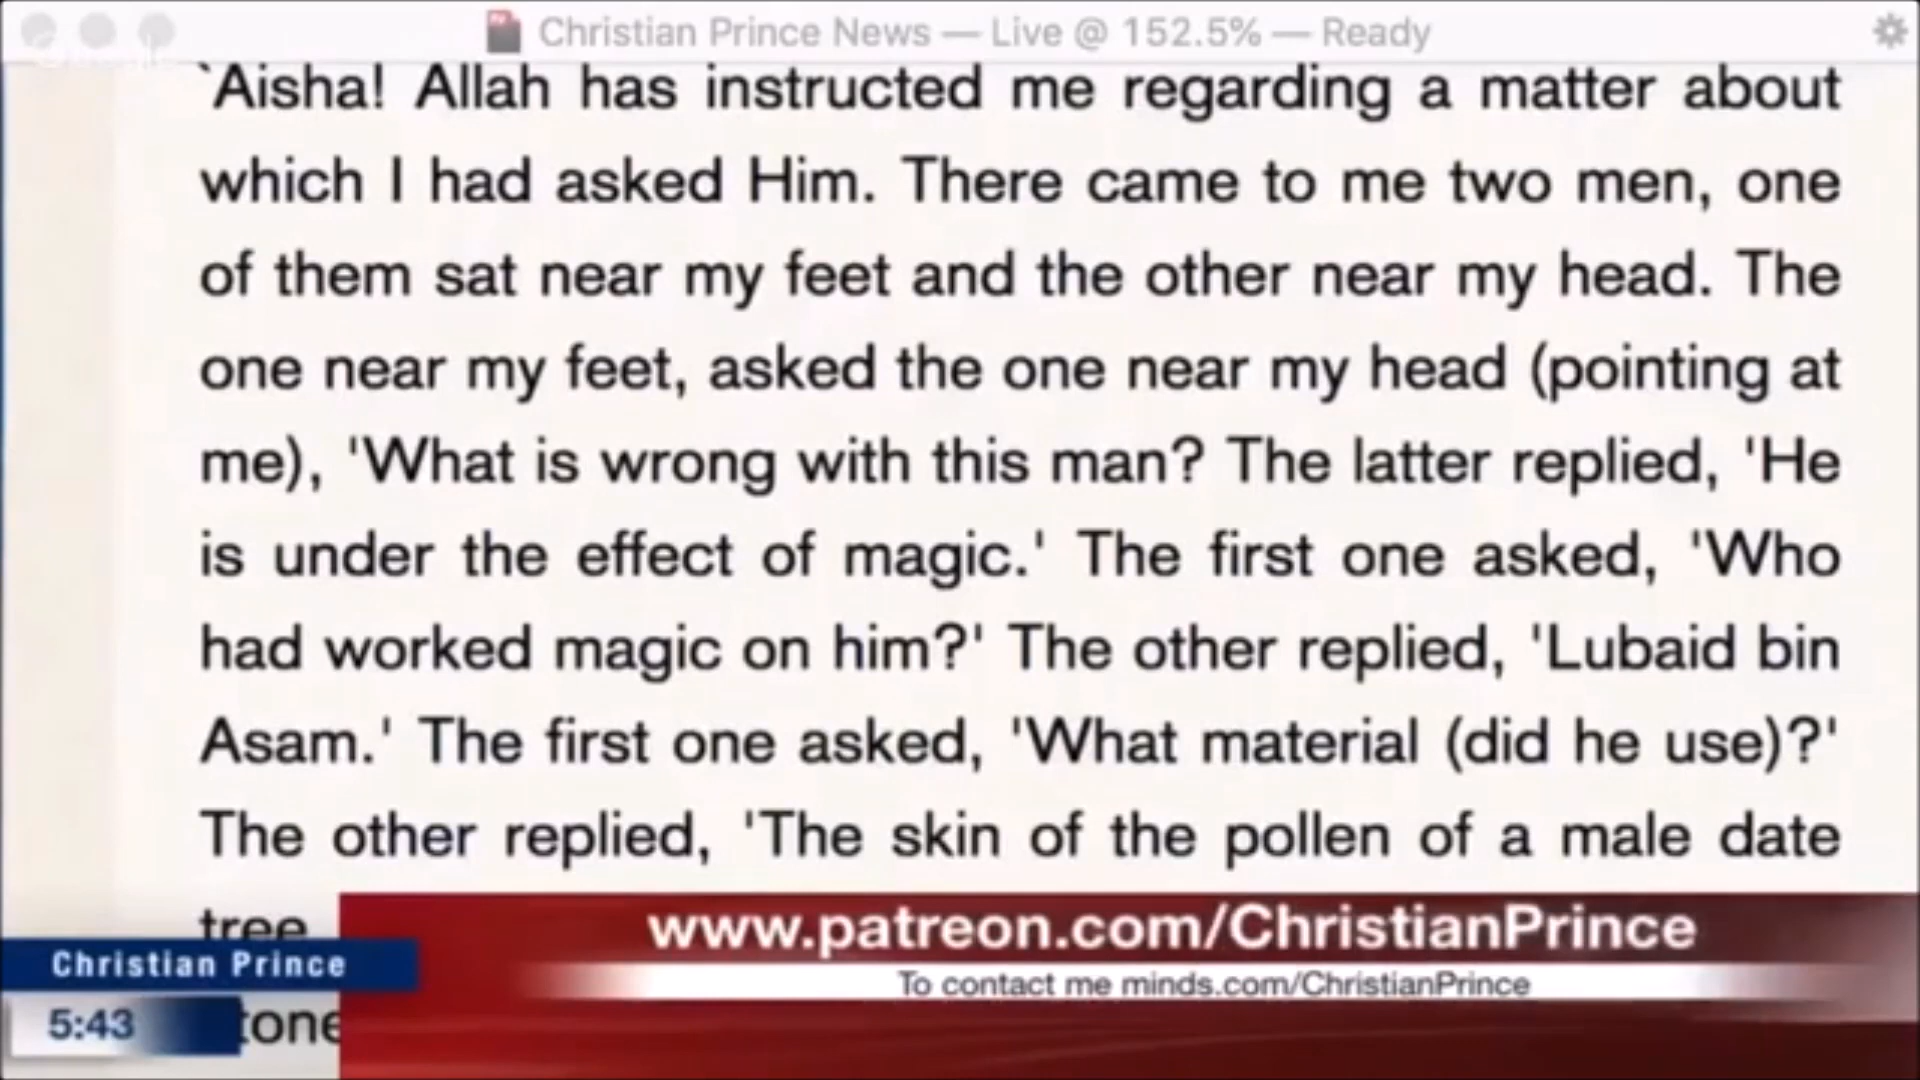 Christian Prince News — Live @ 152.5% — Ready
`Aisha! Allah has instructed me regarding a matter about
which I had asked Him. There came to me two men, one
of them sat near my feet and the other near my head. The
one near my feet, asked the one near my head (pointing at
me), 'What is wrong with this man? The latter replied, 'He
is under the effect of magic.' The first one asked, 'Who
had worked magic on him?' The other replied, 'Lubaid bin
Asam.' The first one asked, 'What material (did he use)?'
The other replied, 'The skin of the pollen of a male date
tree
www.patreon.com/ChristianPrince
Christian Prince
To contact me minds.com/ChristianPrince
5:43
tone